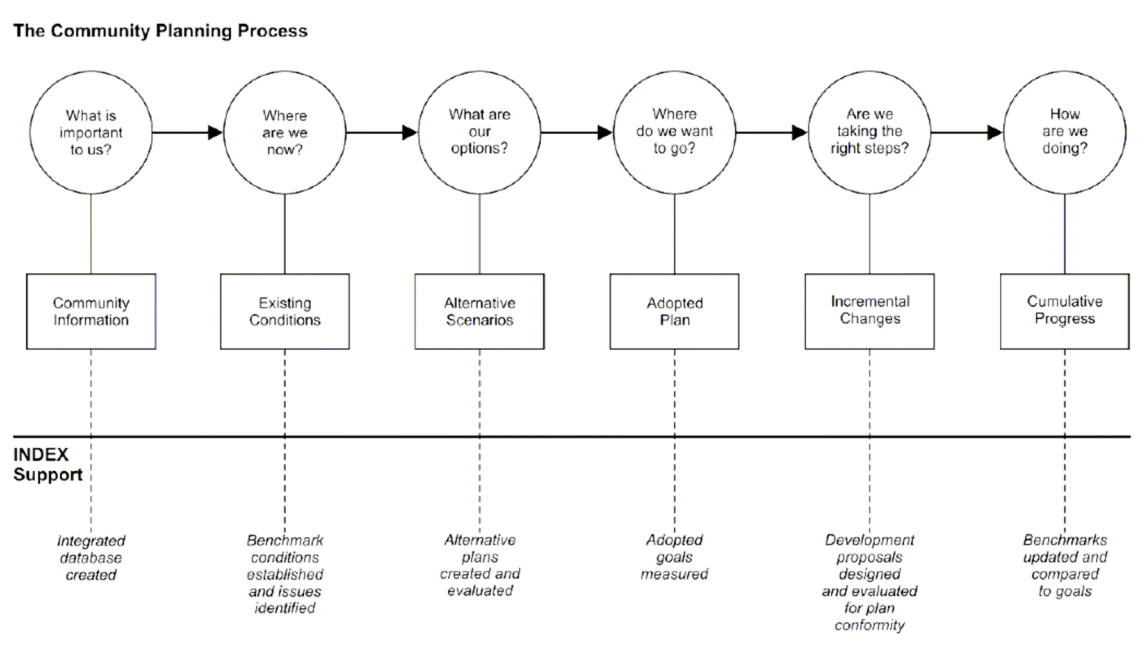 The Community Planning Process
What is
important
to us?
Where
are we
now?
What are
our
options?
Where
do we want
to go?
Are we
taking the
right steps?
How
are we
doing?
Community
Information
Existing
Conditions
Alternative
Scenarios
Adopted
Plan
Incremental
Changes
Cumulative
Progress
INDEX
Support
Integrated
database
created
Benchmark
conditions
established
and issues
identified
Alternative
plans
created and
evaluated
Adopted
goals
measured
Development
proposals
designed
and evaluated
for plan
conformity
Benchmarks
updated and
compared
to goals